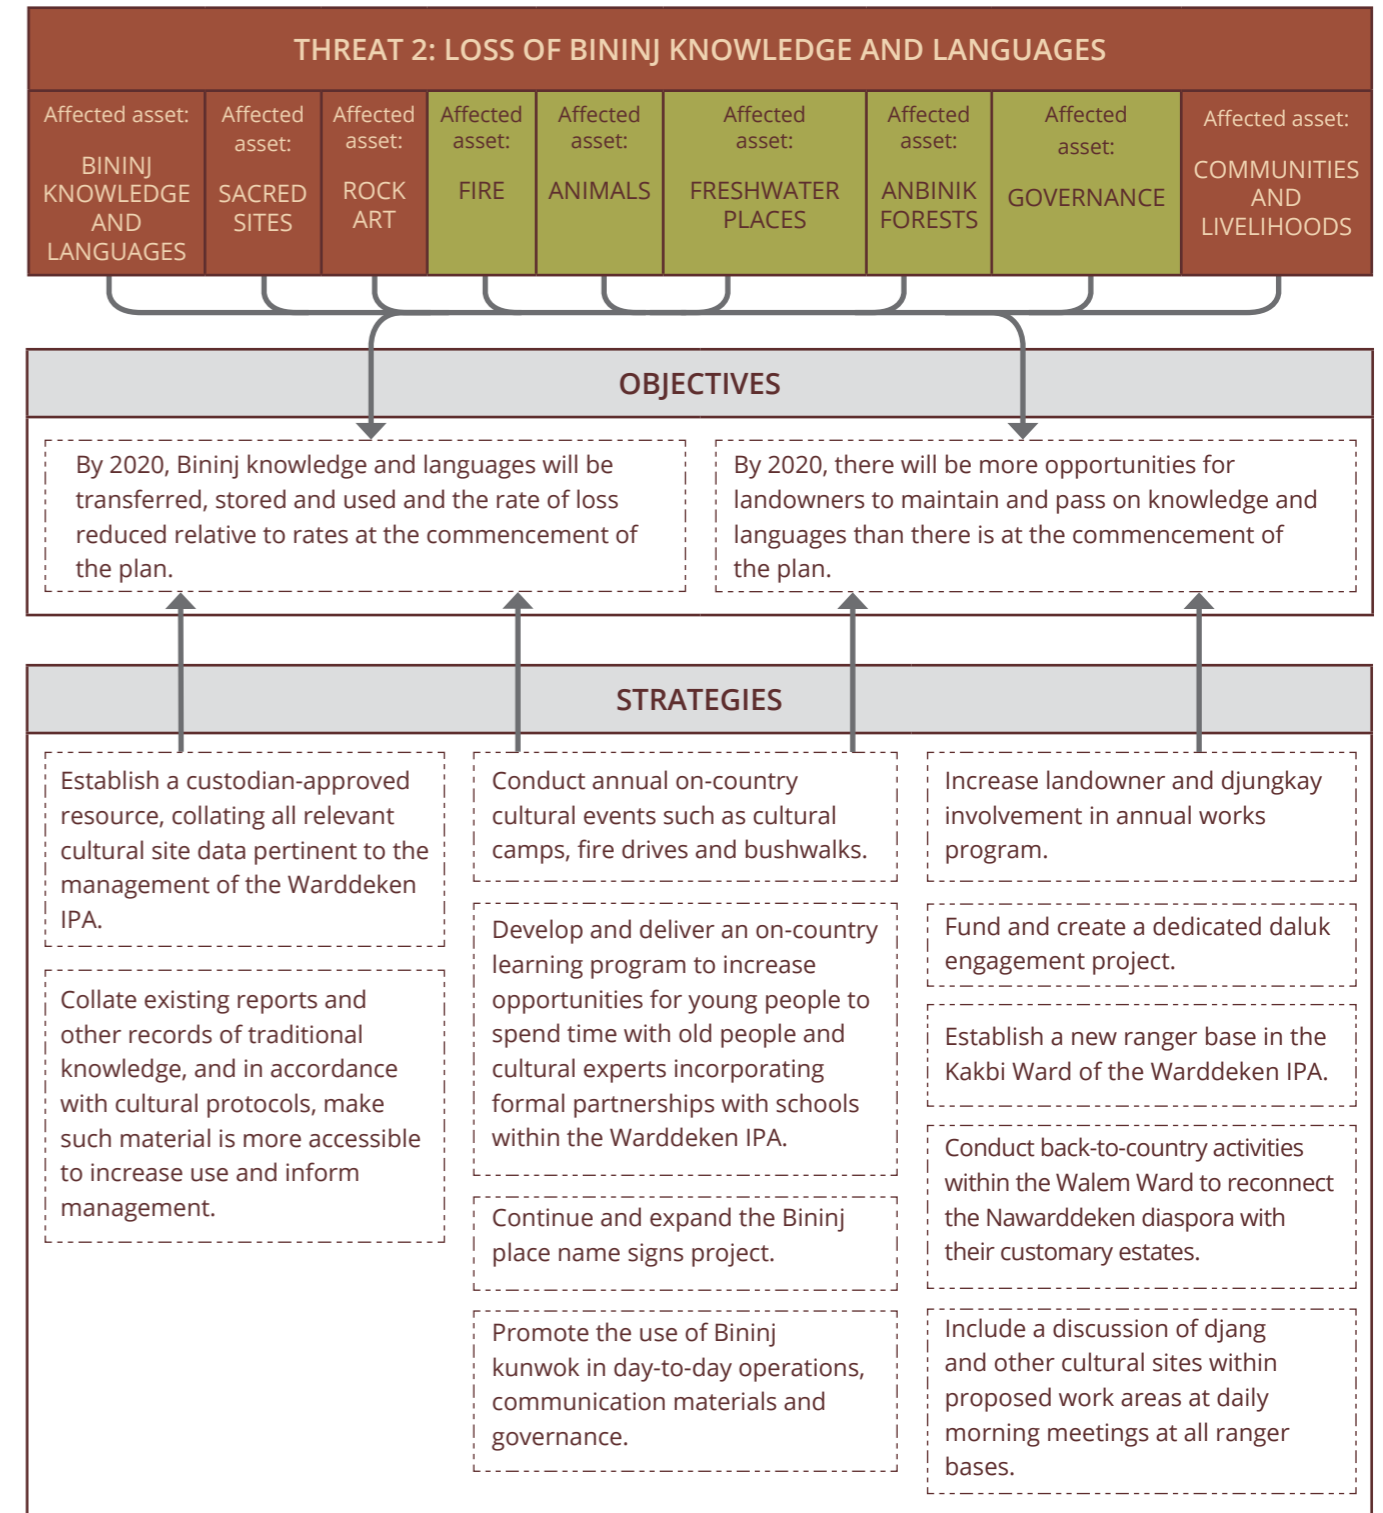 THREAT 2: LOSS OF BININJ KNOWLEDGE AND LANGUAGES
Affected asset:
BININJ
KNOWLEDGE
AND
LANGUAGES
Affected
asset:
SACRED
SITES
Affected
asset:
ROCK
ART
Affected
asset:
FIRE
Affected
asset:
ANIMALS
Affected
asset:
FRESHWATER
PLACES
Affected
asset:
ANBINIK
FORESTS
Affected
asset:
GOVERNANCE
Affected asset:
COMMUNITIES
AND
LIVELIHOODS
OBJECTIVES
By 2020, Bininj knowledge and languages will be
transferred, stored and used and the rate of loss
reduced relative to rates at the commencement of
the plan.
By 2020, there will be more opportunities for
landowners to maintain and pass on knowledge and
languages than there is at the commencement of
the plan.
STRATEGIES
Establish a custodian-approved
resource, collating all relevant
cultural site data pertinent to the
management of the Warddeken
IPA.
Collate existing reports and
other records of traditional
knowledge, and in accordance
with cultural protocols, make
such material is more accessible
to increase use and inform
management.
Conduct annual on-country
cultural events such as cultural
camps, fire drives and bushwalks.
Develop and deliver an on-country
learning program to increase
opportunities for young people to
spend time with old people and
cultural experts incorporating
formal partnerships with schools
within the Warddeken IPA.
Continue and expand the Bininj
place name signs project.
Promote the use of Bininj
kunwok in day-to-day operations,
communication materials and
governance.
Increase landowner and djungkay
involvement in annual works
program.
Fund and create a dedicated daluk
engagement project.
Establish a new ranger base in the
Kakbi Ward of the Warddeken IPA.
Conduct back-to-country activities
within the Walem Ward to reconnect
the Nawarddeken diaspora with
their customary estates.
Include a discussion of djang
and other cultural sites within
proposed work areas at daily
morning meetings at all ranger
bases.